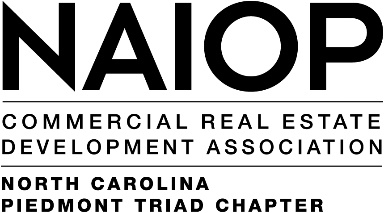 NAIOP
COMMERCIAL REAL ESTATE
DEVELOPMENT ASSOCIATION
NORTH CAROLINA
PIEDMONT TRIAD CHAPTER